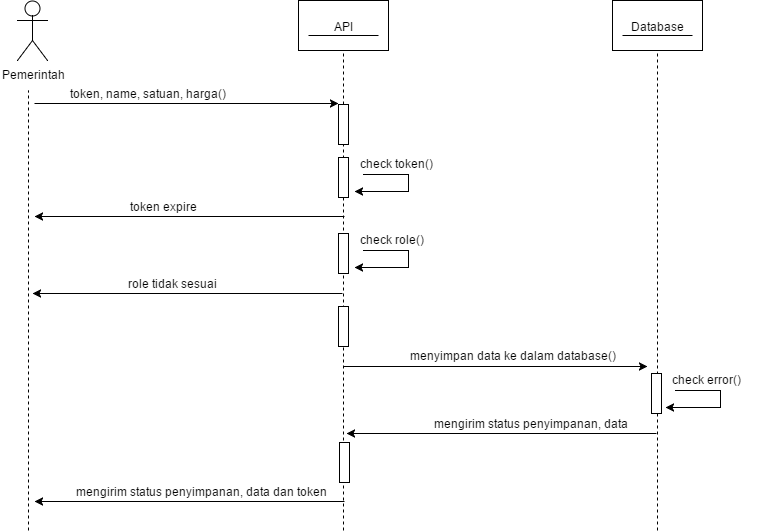 API
Database
Pemerintah
token, name, satuan, harga()
check token()
token expire
check role()
role tidak sesuai
menyimpan data ke dalam database()
check error()
mengirim status penyimpanan, data
mengirim status penyimpanan, data dan token